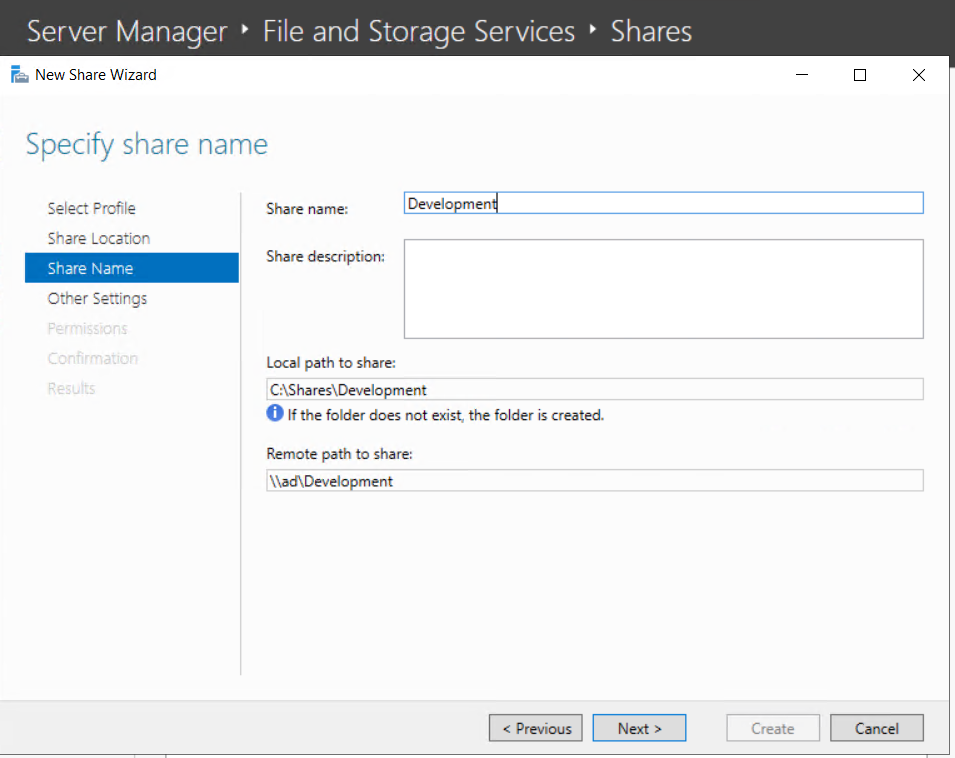 Server Manager ‣ File and Storage Services ‣ Shares
New Share Wizard
Specify share name
Select Profile
Share Location
Share Name
Other Settings
Permissions
Confirmation
Results
Share name: Development
Share description:
Local path to share:
C:\Shares\Development
If the folder does not exist, the folder is created.
Remote path to share:
\\ad\Development
< Previous Next > Create Cancel